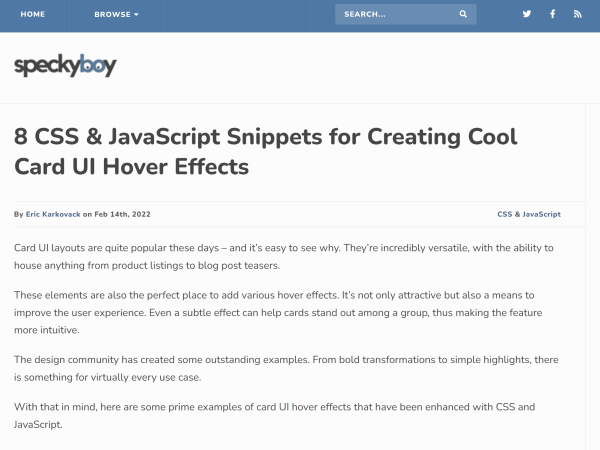 HOME
BROWSE
SEARCH...
speckyboy
8 CSS & JavaScript Snippets for Creating Cool
Card UI Hover Effects
By Eric Karkovack on Feb 14th, 2022
CSS & JavaScript
Card UI layouts are quite popular these days – and it's easy to see why. They're incredibly versatile, with the ability to
house anything from product listings to blog post teasers.
These elements are also the perfect place to add various hover effects. It's not only attractive but also a means to
improve the user experience. Even a subtle effect can help cards stand out among a group, thus making the feature
more intuitive.
The design community has created some outstanding examples. From bold transformations to simple highlights, there
is something for virtually every use case.
With that in mind, here are some prime examples of card UI hover effects that have been enhanced with CSS and
JavaScript.